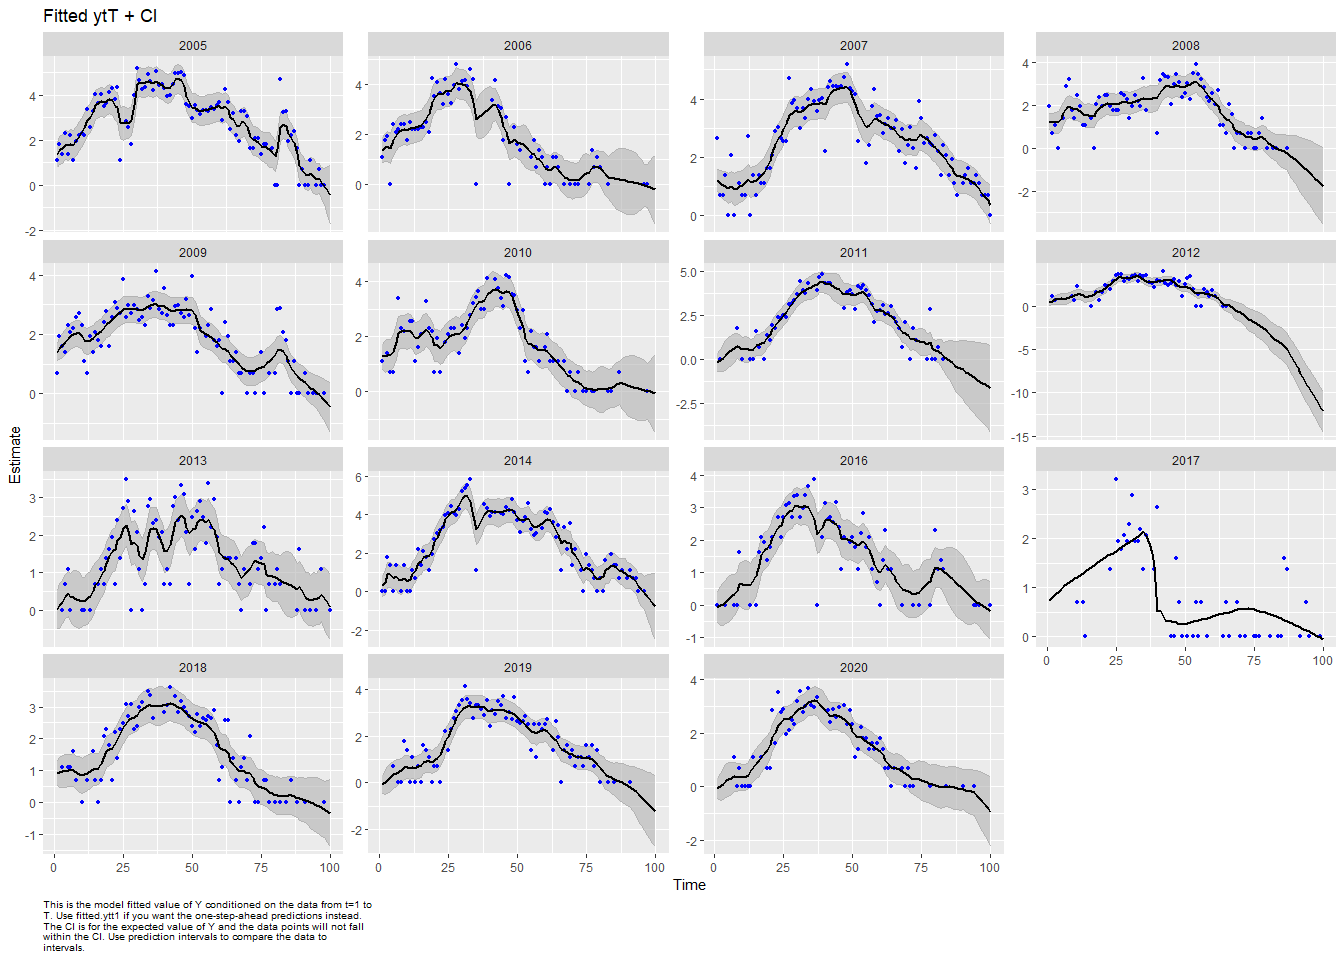 Fitted ytT + CI
2005 2006 2007 2008
4 2 0 -2
4 2 0
4 2 0
4 2 0 -2
2009 2010 2011 2012
4 2 0
4 2 0
5.0 2.5 0.0 -2.5
0 -5 -10 -15
2013 2014 2016 2017
3 2 1 0
6 4 2 0 -2
4 3 2 1 0 -1
3 2 1 0
0 25 50 75 100
2018 2019 2020
3 2 1 0 -1
4 2 0 -2
4 2 0 -2
0 25 50 75 100
0 25 50 75 100
0 25 50 75 100
Estimate
Time
This is the model fitted value of Y conditioned on the data from t=1 to
T. Use fitted.ytt1 if you want the one-step-ahead predictions instead.
The CI is for the expected value of Y and the data points will not fall
within the CI. Use prediction intervals to compare the data to
intervals.